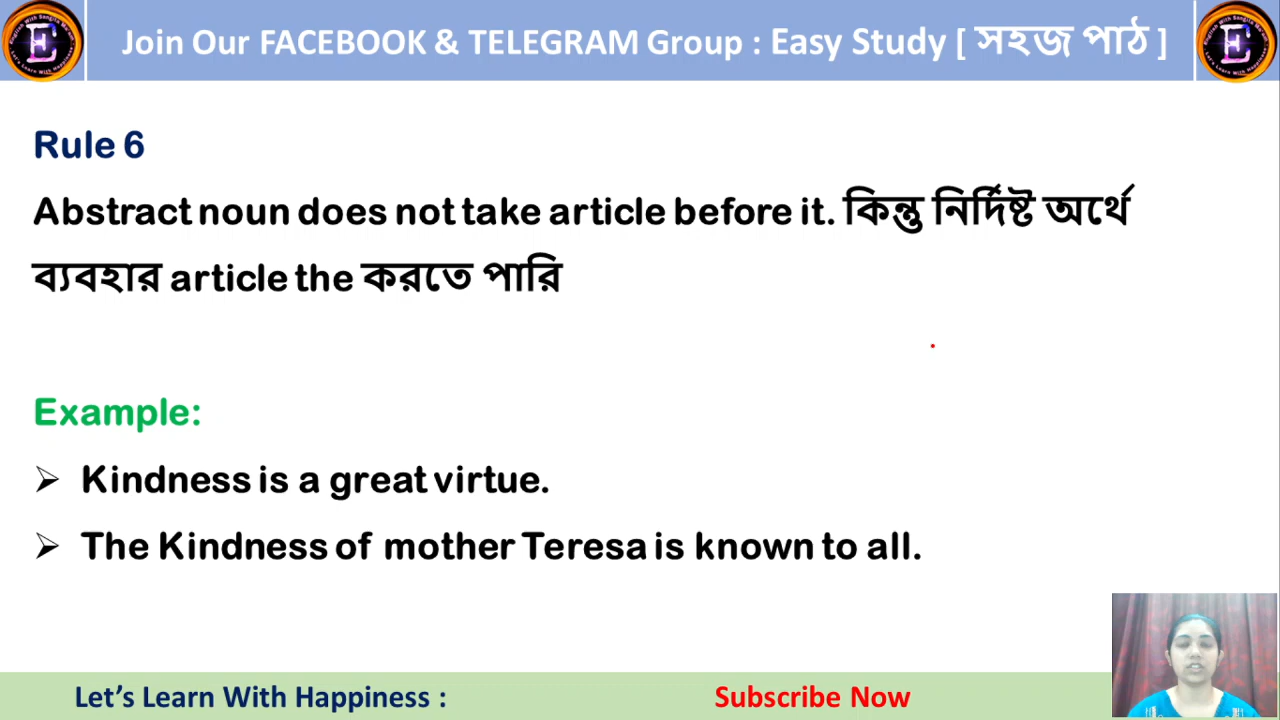 Join Our FACEBOOK & TELEGRAM Group : Easy Study [ সহজ পাঠ ]
Rule 6
Abstract noun does not take article before it. কিন্তু নির্দিষ্ট অর্থে
ব্যবহার article the করতে পারি
Example:
➢ Kindness is a great virtue.
➢ The Kindness of mother Teresa is known to all.
Let's Learn With Happiness :
Subscribe Now